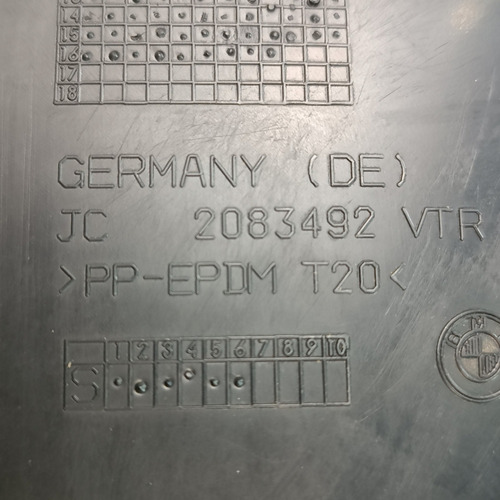 14
15
16
17
18
GERMANY (DE)
JC 2083492 VTR
>PP-EPDM T20<
1 2 3 4 5 6 7 8 9 10
S
BMW